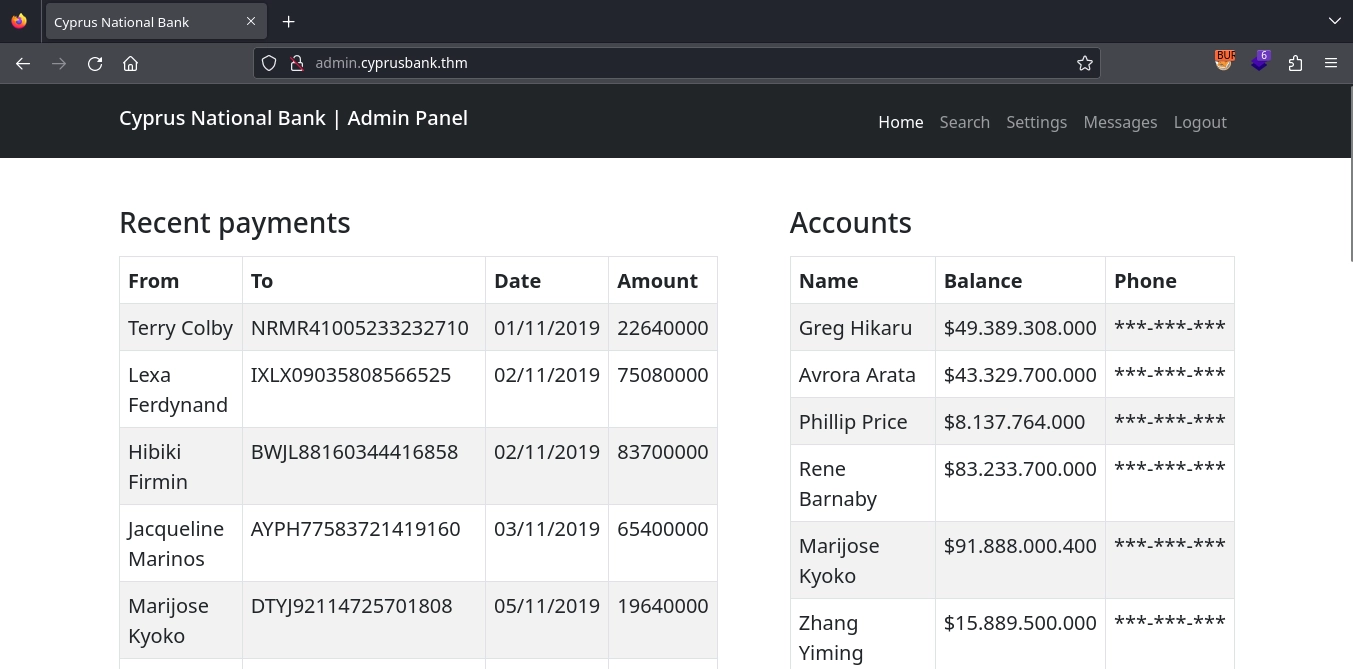 Cyprus National Bank
admin.cyprusbank.thm
BUR
6
Cyprus National Bank | Admin Panel
Home Search Settings Messages Logout
Recent payments
From To Date Amount
Terry Colby NRMR41005233232710 01/11/2019 22640000
Lexa IXLX09035808566525 02/11/2019 75080000
Ferdynand
Hibiki BWJL88160344416858 02/11/2019 83700000
Firmin
Jacqueline AYPH77583721419160 03/11/2019 65400000
Marinos
Marijose DTYJ92114725701808 05/11/2019 19640000
Kyoko
Accounts
Name Balance Phone
Greg Hikaru $49.389.308.000 ***-***-***
Avrora Arata $43.329.700.000 ***-***-***
Phillip Price $8.137.764.000 ***-***-***
Rene $83.233.700.000 ***-***-***
Barnaby
Marijose $91.888.000.400 ***-***-***
Kyoko
Zhang $15.889.500.000 ***-***-***
Yiming